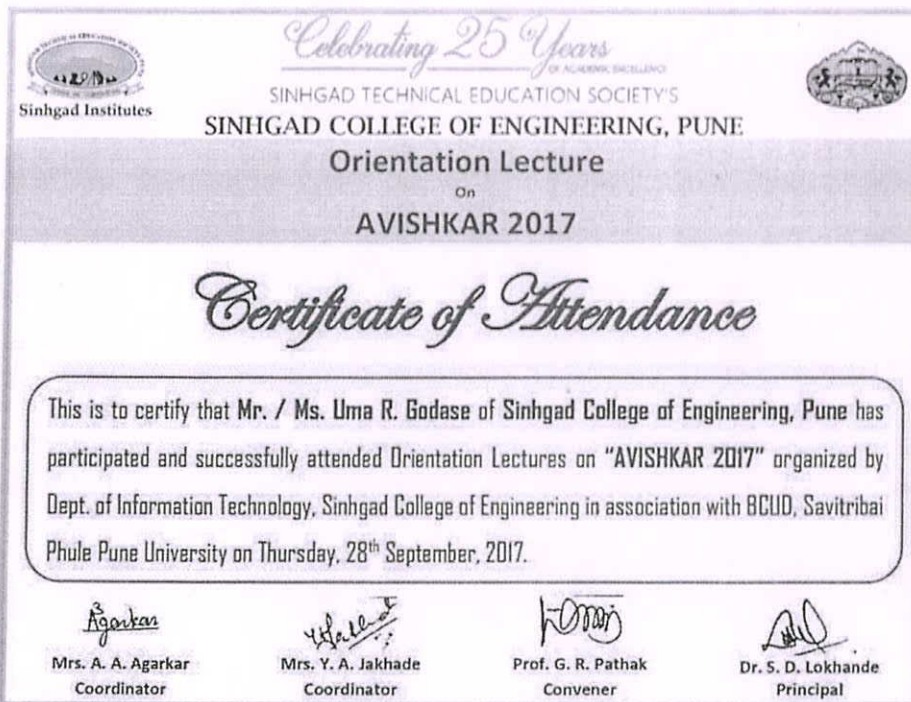 Celebrating 25 Years
OF ACADEMIC EXCELLENCE
Sinhgad Institutes
SINHGAD TECHNICAL EDUCATION SOCIETY'S
SINHGAD COLLEGE OF ENGINEERING, PUNE
Orientation Lecture
On
AVISHKAR 2017
Certificate of Attendance
This is to certify that Mr. / Ms. Uma R. Godase of Sinhgad College of Engineering, Pune has
participated and successfully attended Orientation Lectures on "AVISHKAR 2017" organized by
Dept. of Information Technology, Sinhgad College of Engineering in association with BCUD, Savitribai
Phule Pune University on Thursday, 28th September, 2017.
Agarkar
Mrs. A. A. Agarkar
Coordinator
Mrs. Y. A. Jakhade
Coordinator
Prof. G. R. Pathak
Convener
Dr. S. D. Lokhande
Principal